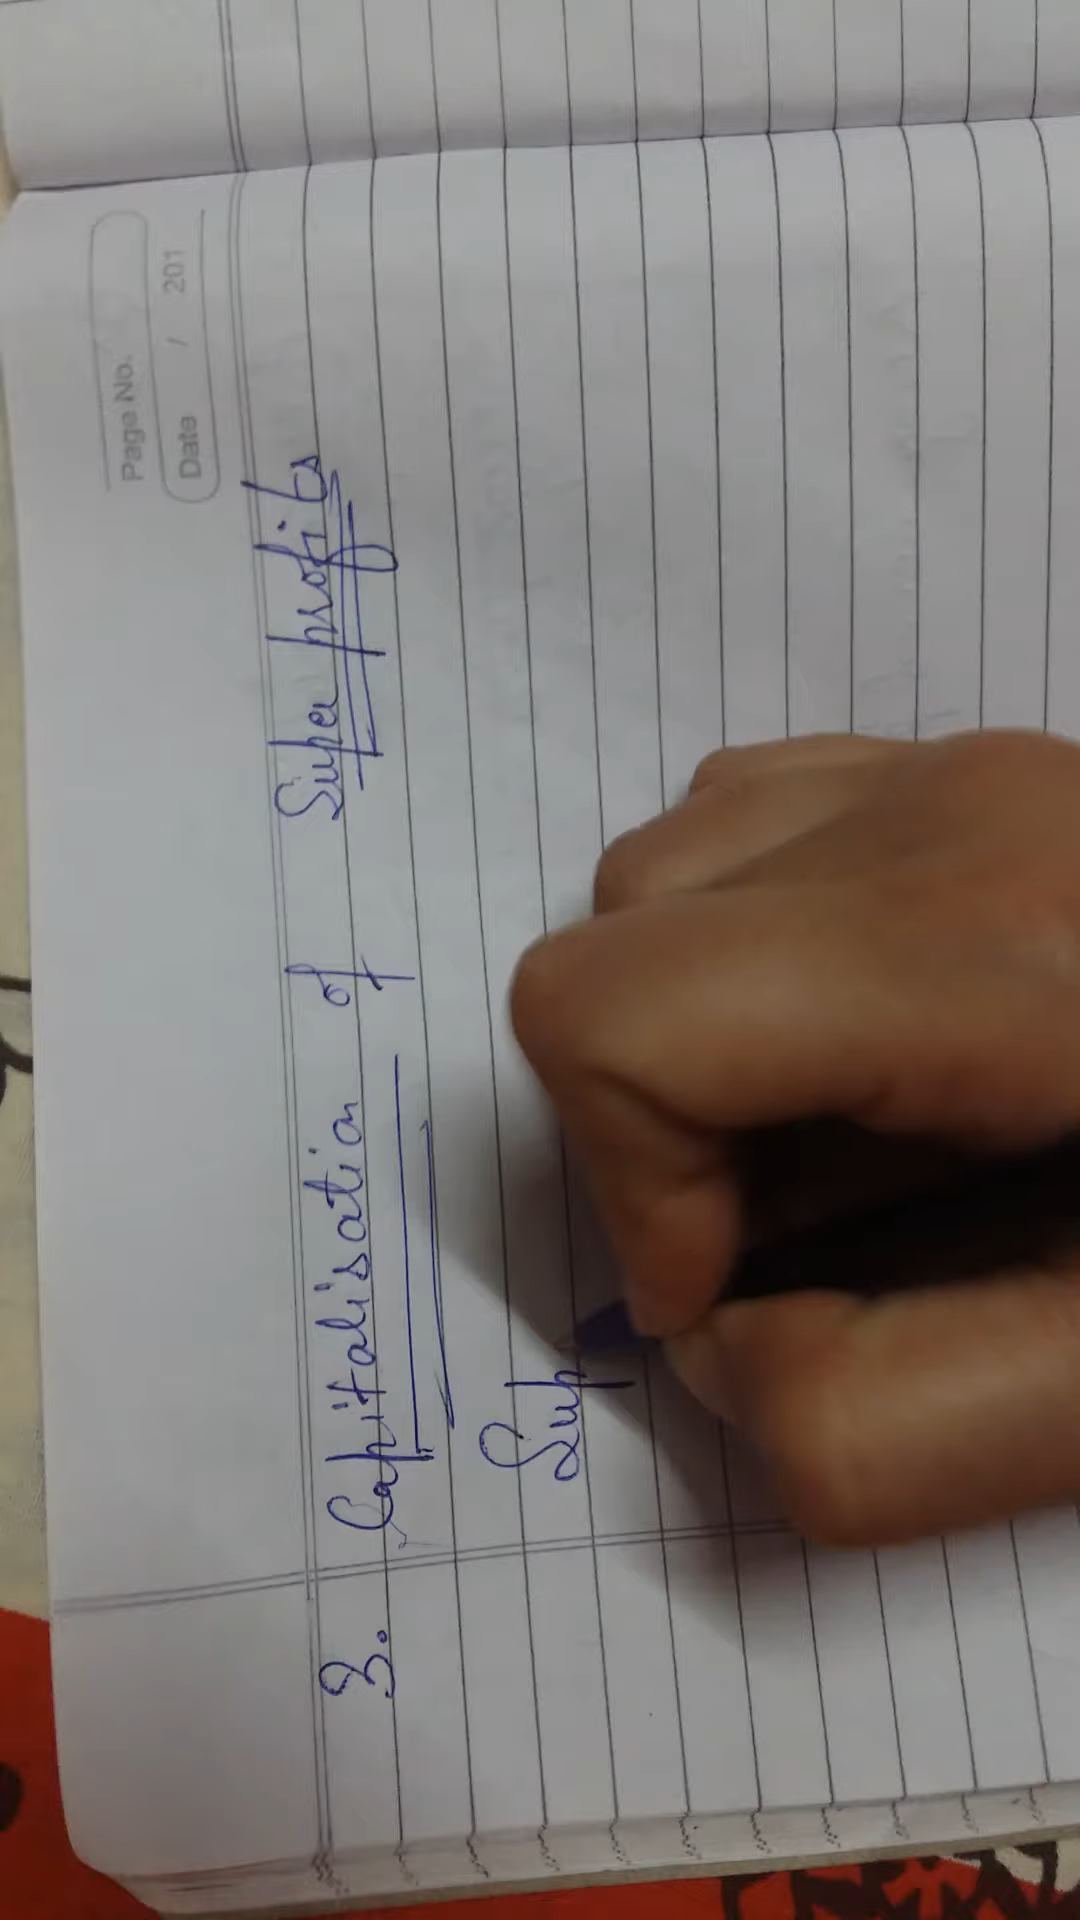 Page No.
Date / 201
3. Capitalisation of Super profits
Sup